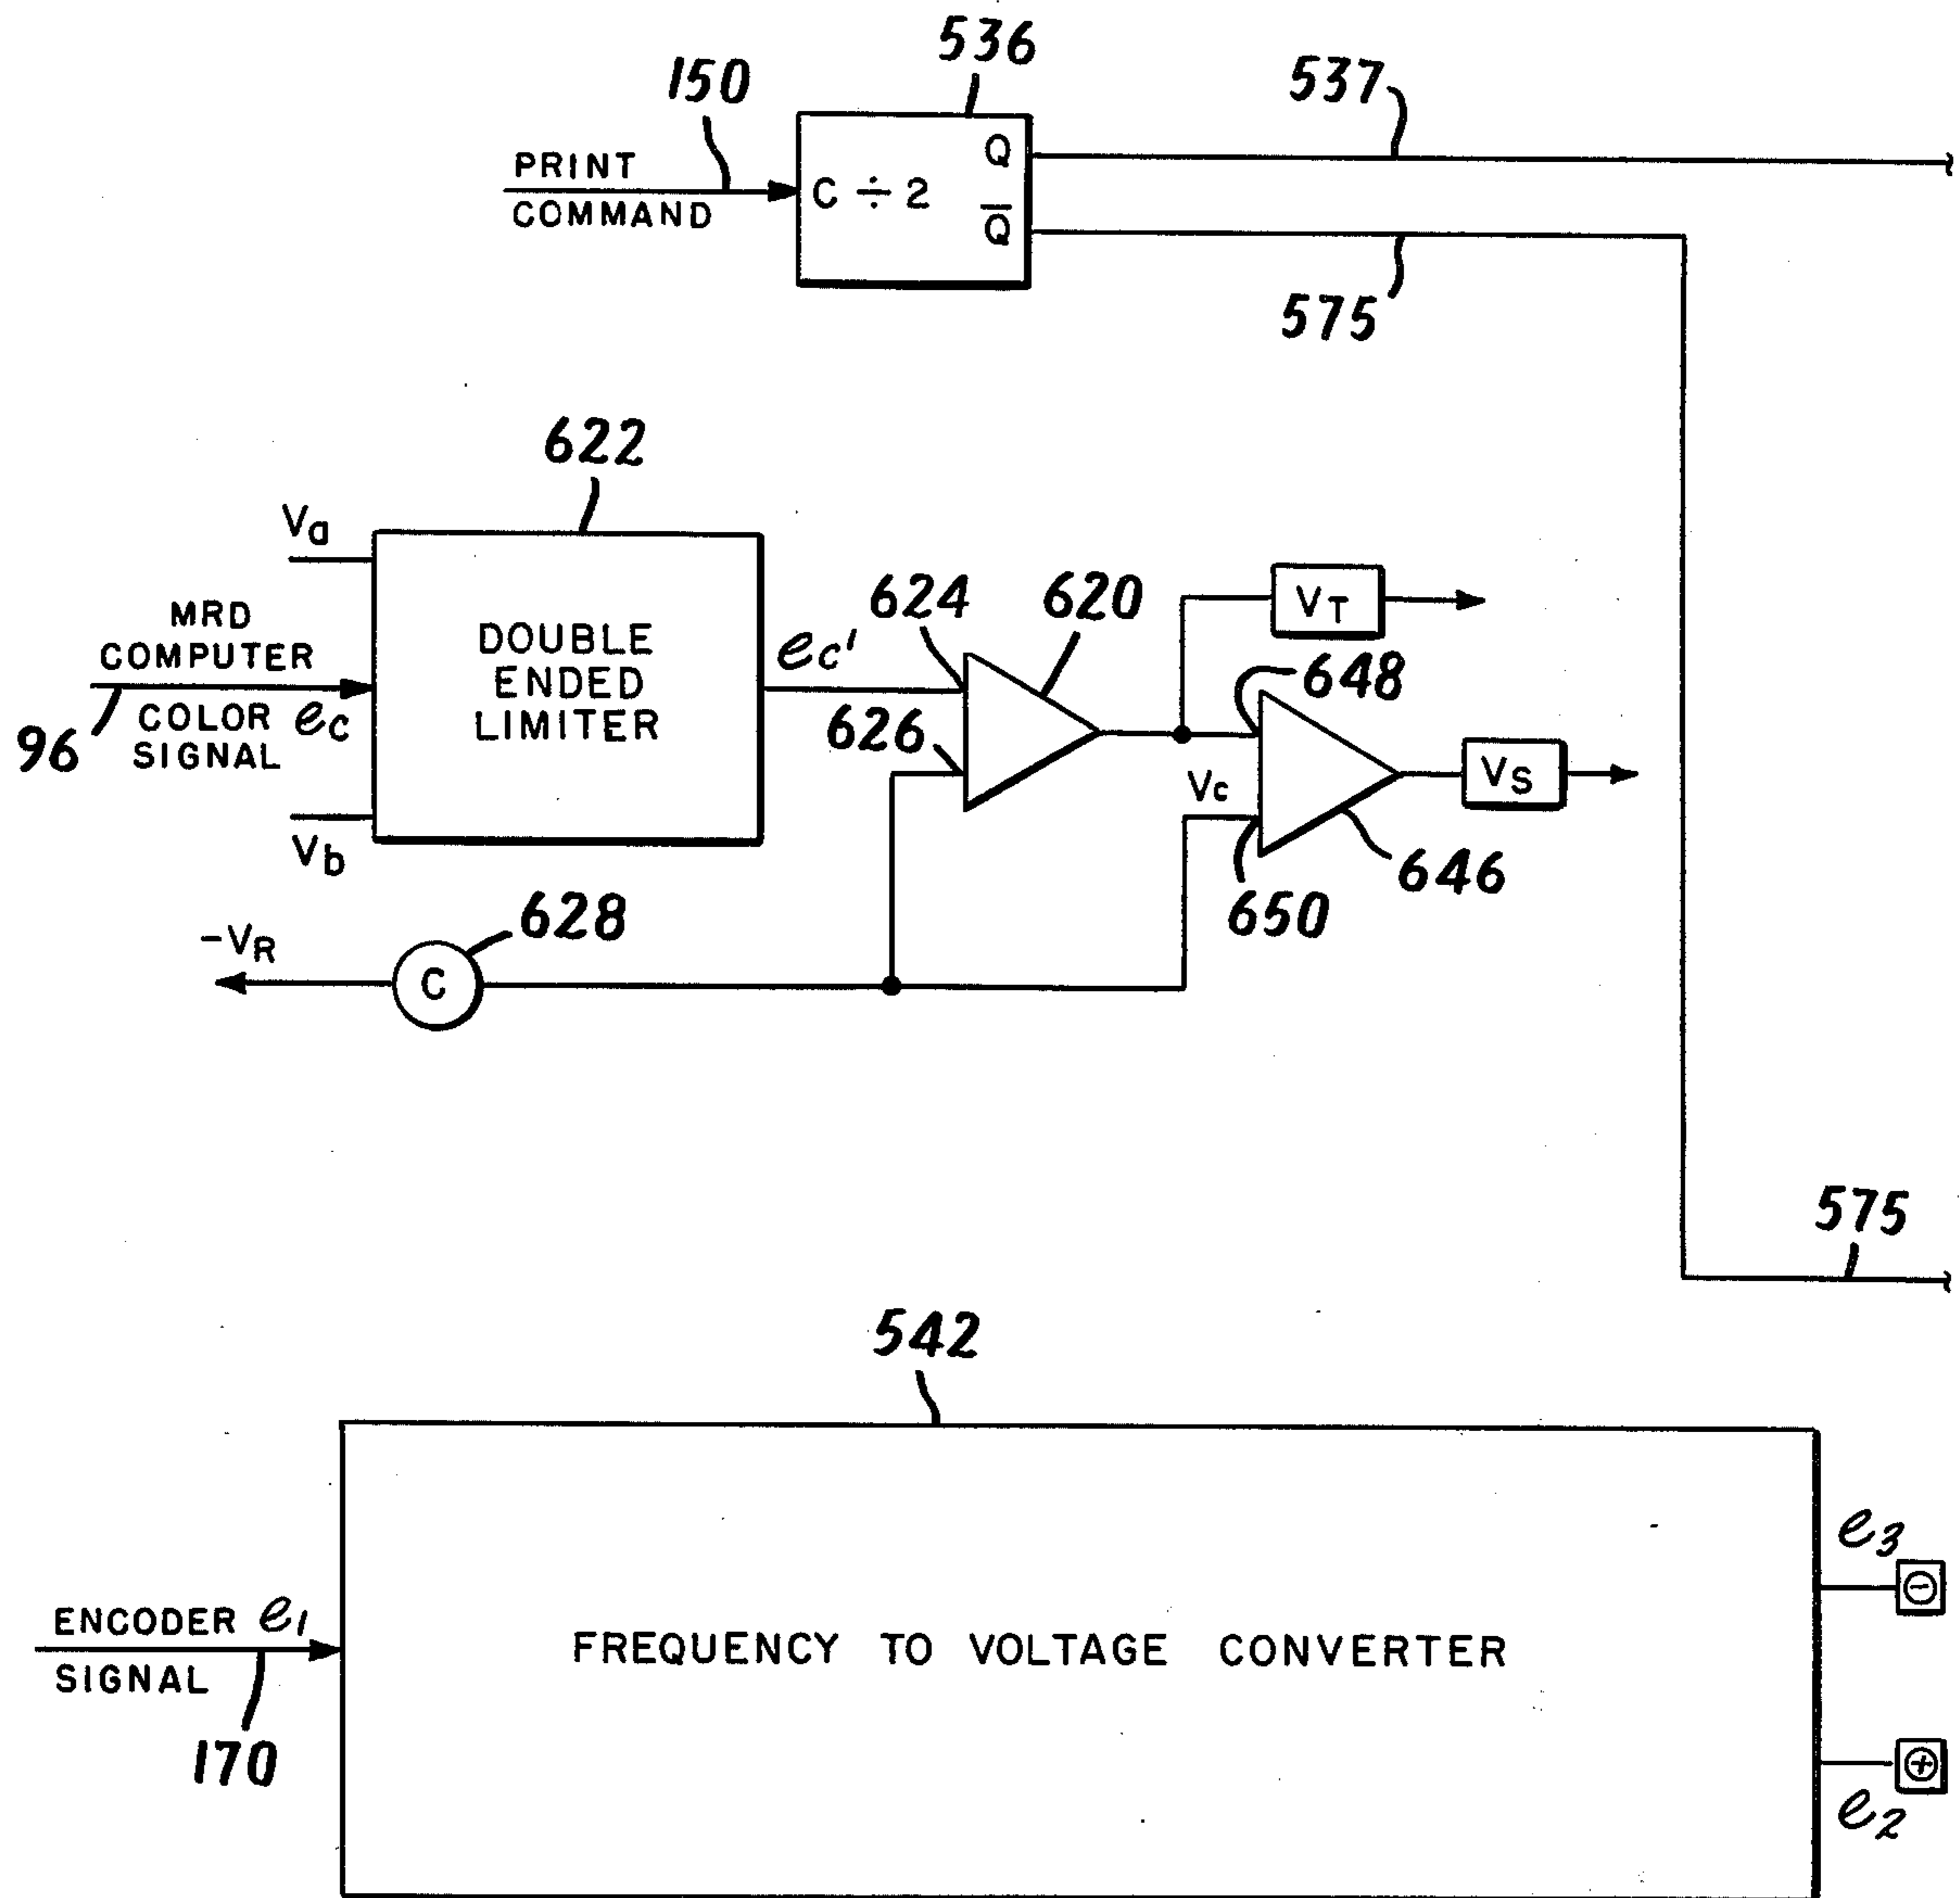 536
150
537
PRINT
COMMAND
C ÷ 2
Q
Q̅
575
622
Va
MRD
COMPUTER
COLOR ec
SIGNAL
96
Vb
DOUBLE
ENDED
LIMITER
ec'
624
620
626
VT
648
Vc
VS
646
650
628
-VR
C
575
542
ENCODER e1
SIGNAL
170
FREQUENCY TO VOLTAGE CONVERTER
e3
-
+
e2